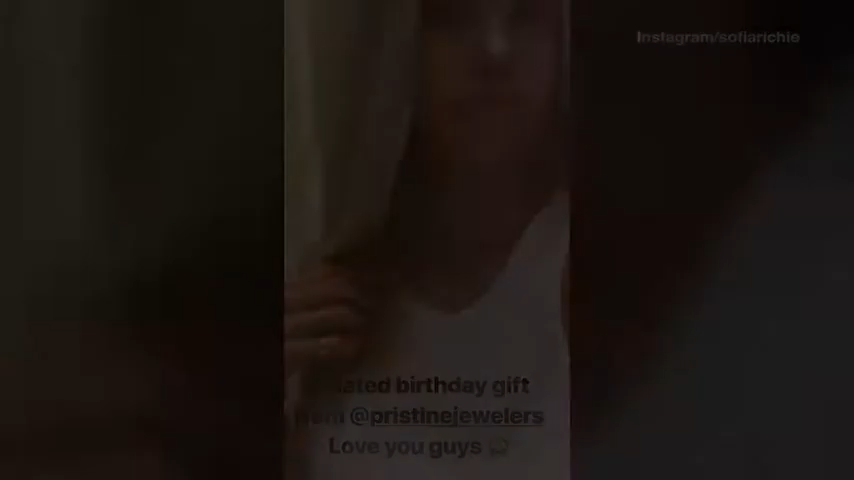 Instagram/sofiarichie
birthday gift
@pristinejewelers
Love you guys